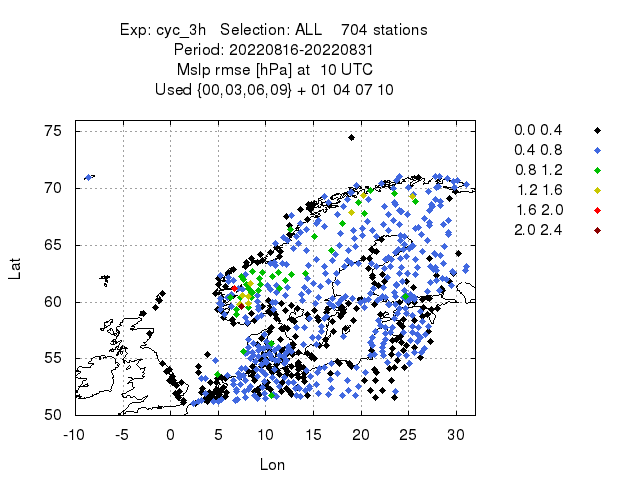 Exp: cyc_3h Selection: ALL 704 stations
Period: 20220816-20220831
Mslp rmse [hPa] at 10 UTC
Used {00,03,06,09} + 01 04 07 10
75
70
65
60
55
50
Lat
-10 -5 0 5 10 15 20 25 30
Lon
0.0 0.4
0.4 0.8
0.8 1.2
1.2 1.6
1.6 2.0
2.0 2.4